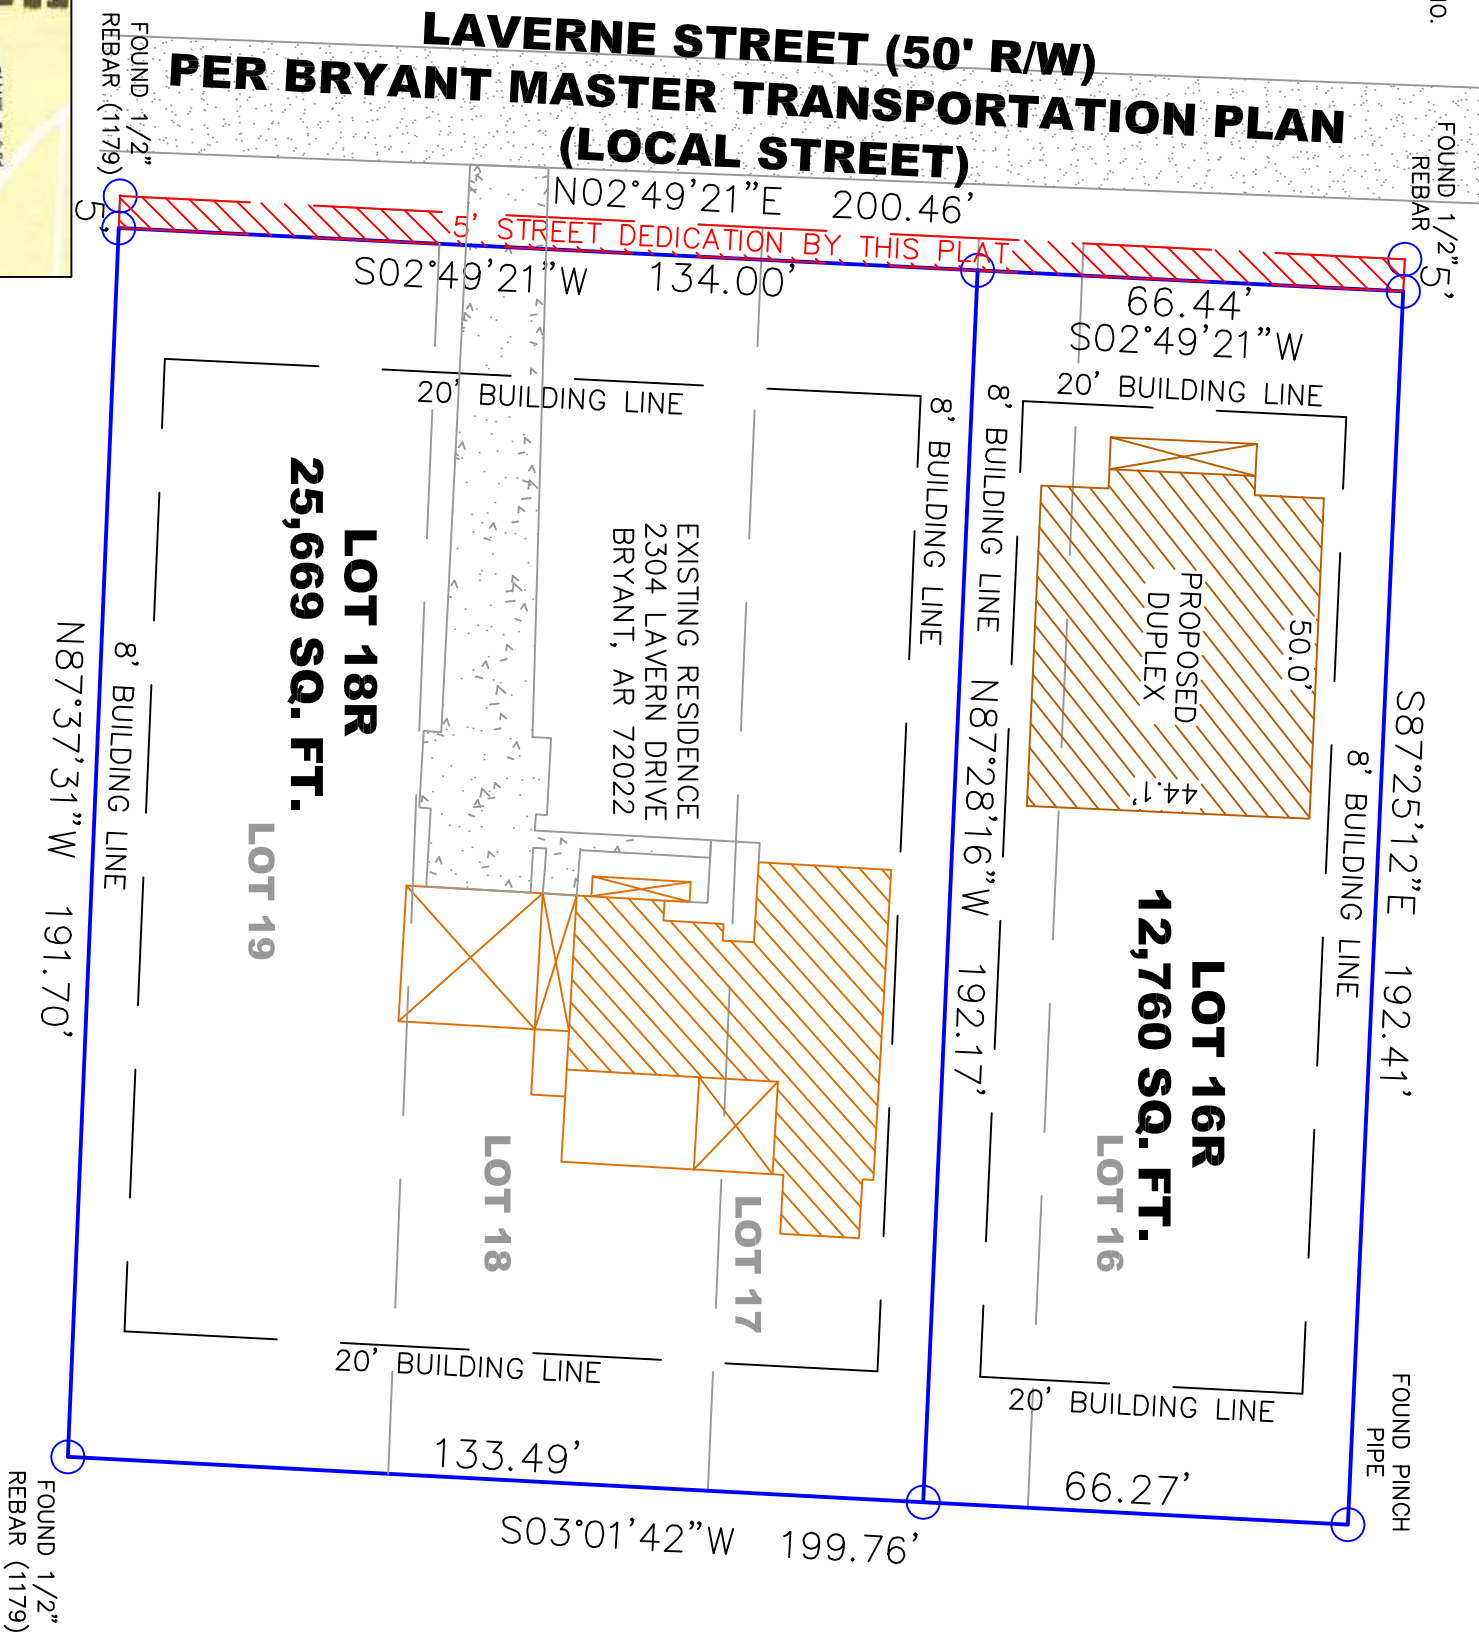 LAVERNE STREET (50' R/W)
PER BRYANT MASTER TRANSPORTATION PLAN
(LOCAL STREET)
FOUND 1/2"
REBAR (1179)
FOUND 1/2"
REBAR
N02°49'21"E 200.46'
5' STREET DEDICATION BY THIS PLAT
5'
5'
S02°49'21"W 134.00'
66.44'
S02°49'21"W
20' BUILDING LINE
20' BUILDING LINE
8' BUILDING LINE
8' BUILDING LINE
N87°28'16"W 192.17'
PROPOSED
DUPLEX
50.0'
44.1'
S87°25'12"E 192.41'
8' BUILDING LINE
LOT 16R
12,760 SQ. FT.
LOT 16
EXISTING RESIDENCE
2304 LAVERN DRIVE
BRYANT, AR 72022
LOT 18R
25,669 SQ. FT.
LOT 19
LOT 18
LOT 17
8' BUILDING LINE
N87°37'31"W 191.70'
20' BUILDING LINE
20' BUILDING LINE
133.49'
66.27'
S03°01'42"W 199.76'
FOUND PINCH
PIPE
FOUND 1/2"
REBAR (1179)